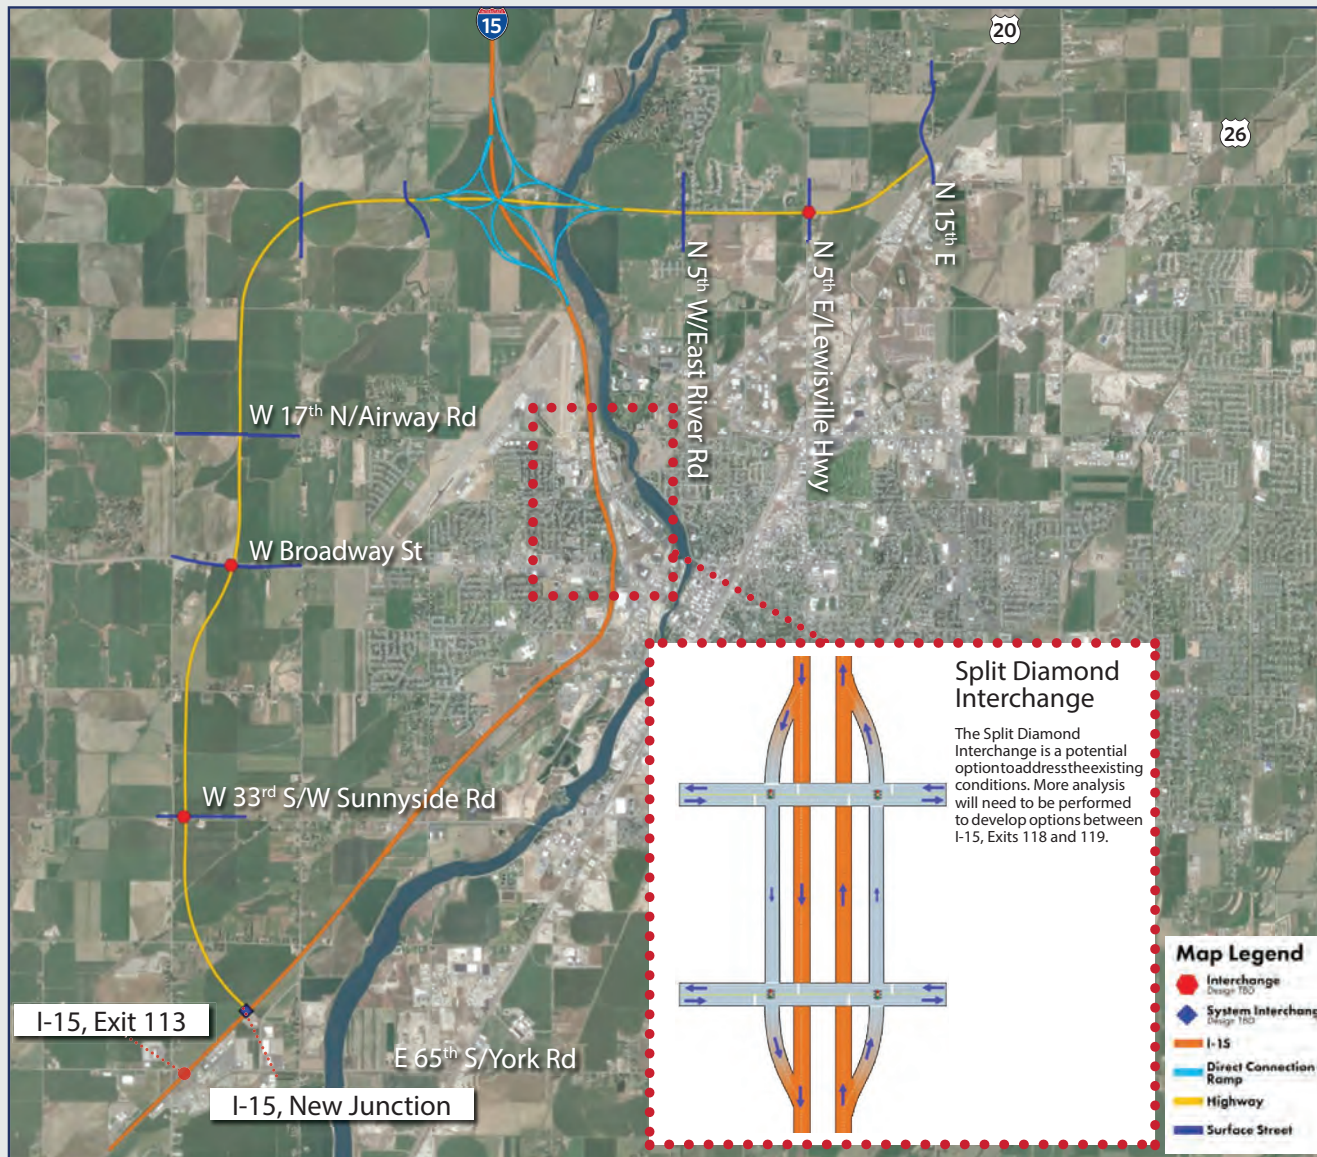 15
20
26
N 15th E
N 5th W/East River Rd
N 5th E/Lewisville Hwy
W 17th N/Airway Rd
W Broadway St
W 33rd S/W Sunnyside Rd
I-15, Exit 113
I-15, New Junction
E 65th S/York Rd
Split Diamond
Interchange
The Split Diamond
Interchange is a potential
optiontoaddresstheexisting
conditions. More analysis
will need to be performed
to develop options between
I-15, Exits 118 and 119.
Map Legend
Interchange
Design TBD
System Interchang
Design TBD
I-15
Direct Connection
Ramp
Highway
Surface Street